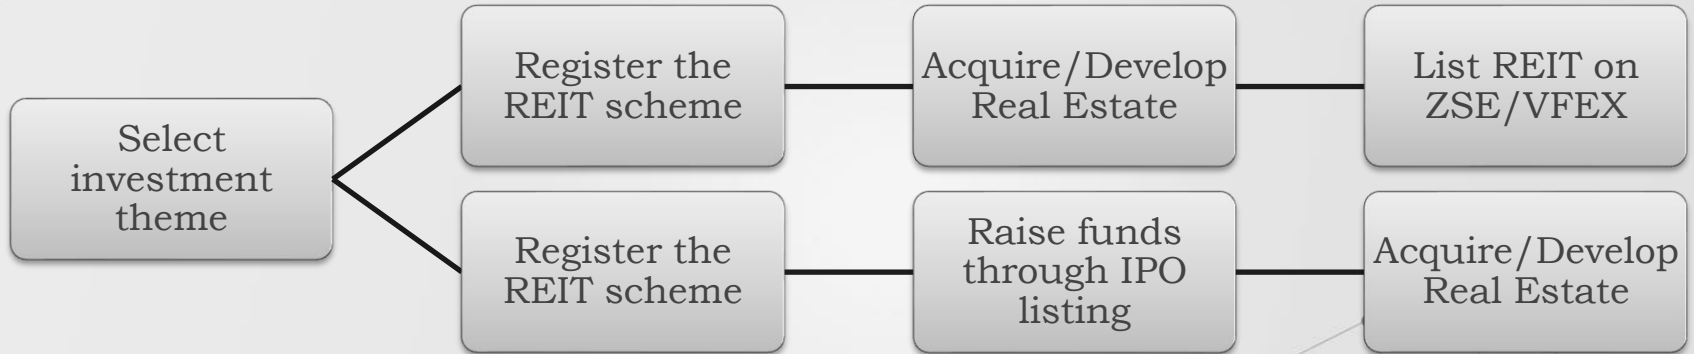 Select
investment
theme
Register the
REIT scheme
Acquire/Develop
Real Estate
List REIT on
ZSE/VFEX
Register the
REIT scheme
Raise funds
through IPO
listing
Acquire/Develop
Real Estate